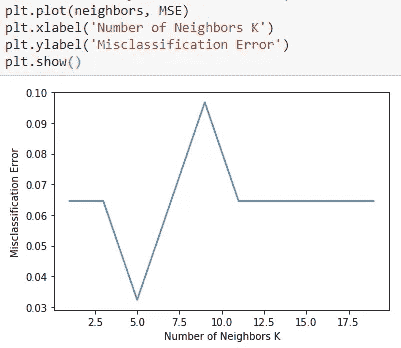 plt.plot(neighbors, MSE)
plt.xlabel('Number of Neighbors K')
plt.ylabel('Misclassification Error')
plt.show()
0.10
0.09
0.08
0.07
0.06
0.05
0.04
0.03
Misclassification Error
2.5 5.0 7.5 10.0 12.5 15.0 17.5
Number of Neighbors K